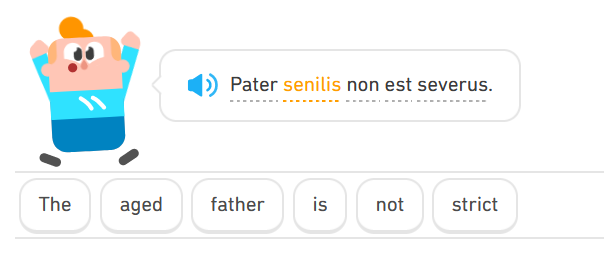 Pater senilis non est severus.
The aged father is not strict